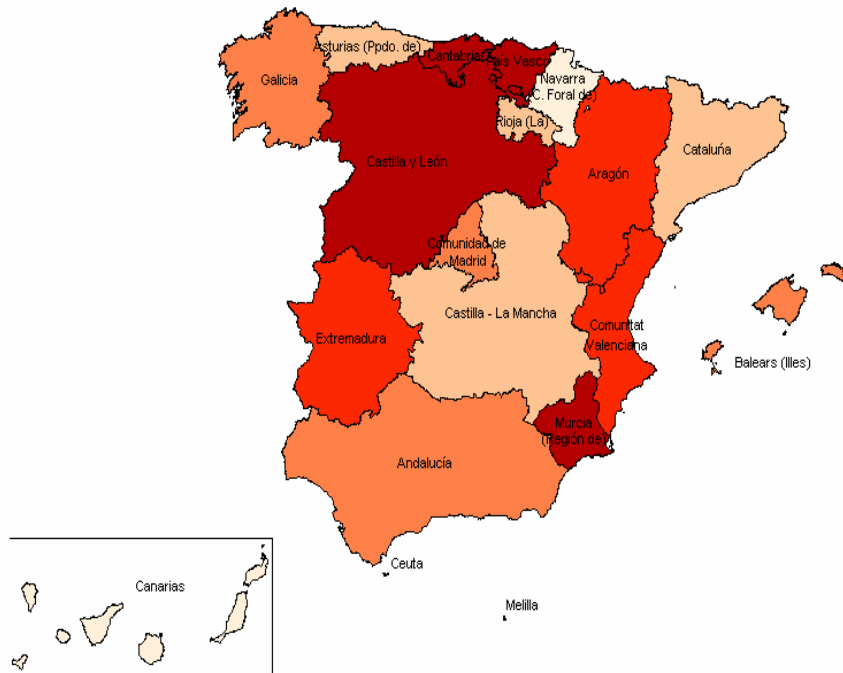 Asturias (Ppdo. de)
Cantabria
País Vasco
Galicia
Navarra
(C. Foral de)
Rioja (La)
Cataluña
Castilla y León
Aragón
Comunidad de
Madrid
Castilla - La Mancha
Extremadura
Comunitat
Valenciana
Balears (Illes)
Murcia
(Región de)
Andalucía
Ceuta
Canarias
Melilla